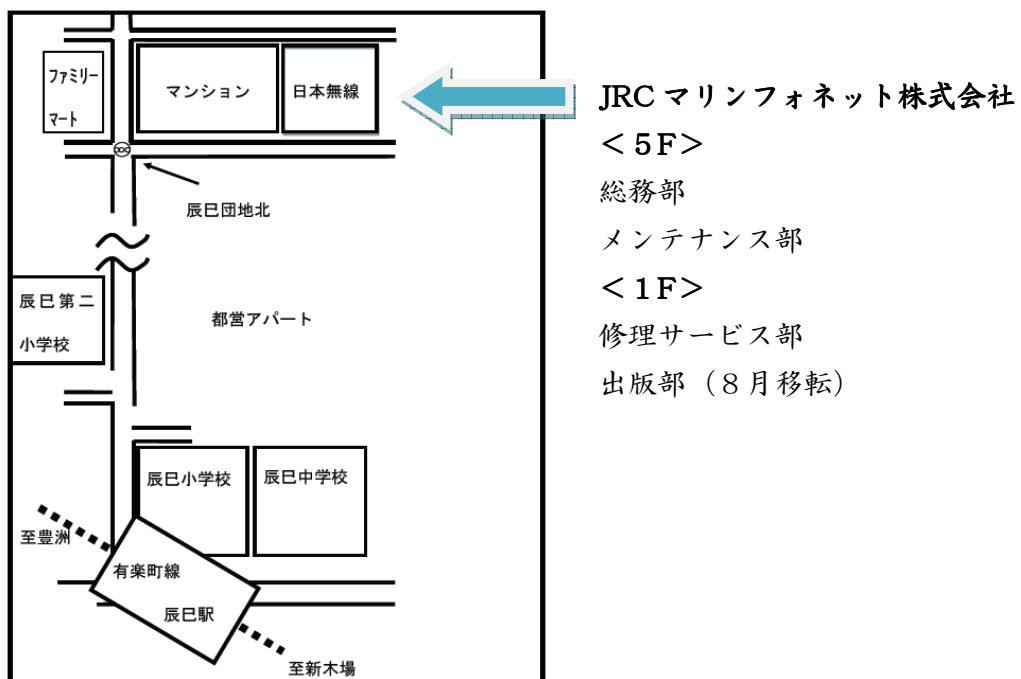 ファミリー
マート
マンション
日本無線
辰巳団地北
辰巳第二
小学校
都営アパート
辰巳小学校
辰巳中学校
至豊洲
有楽町線
辰巳駅
至新木場
JRCマリンフォネット株式会社
＜５F＞
総務部
メンテナンス部
＜１F＞
修理サービス部
出版部（８月移転）